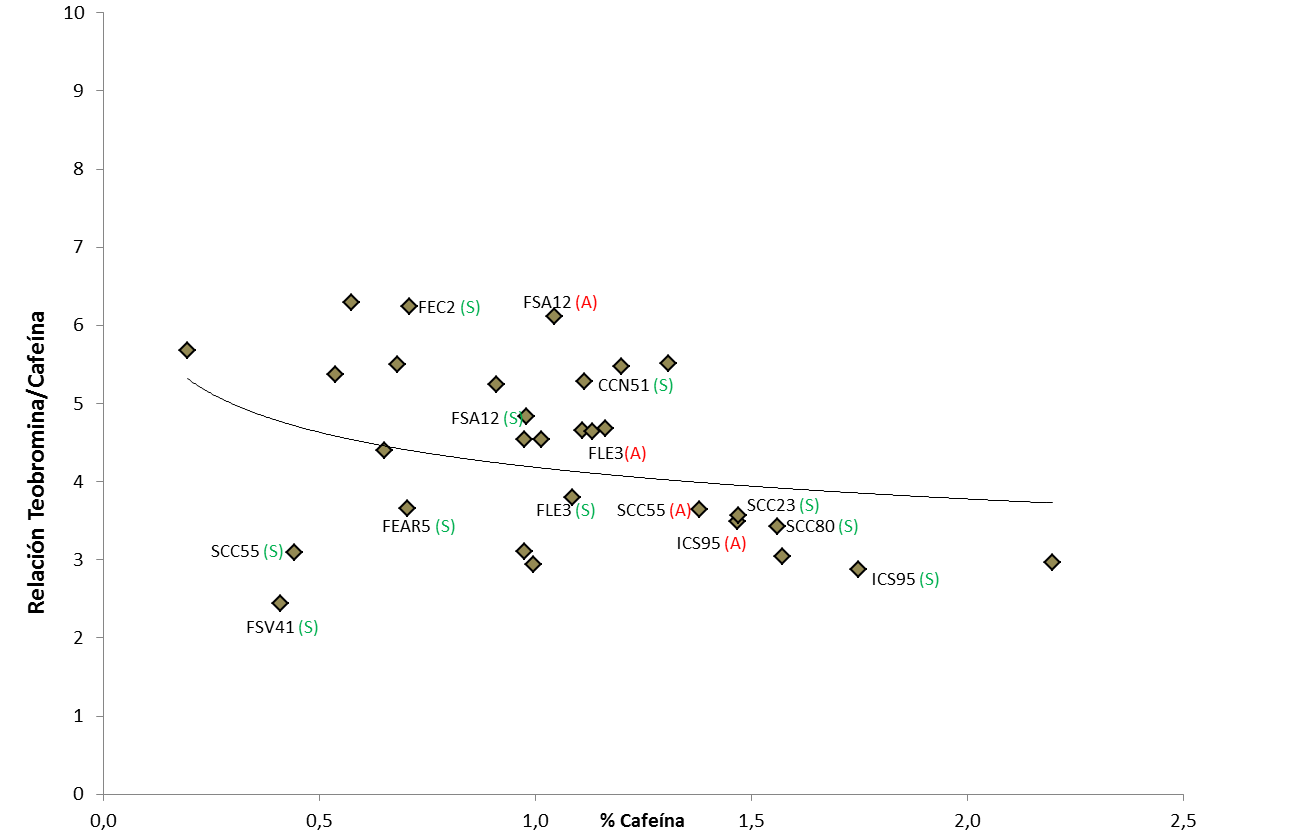 10
9
8
7
6
5
4
3
2
1
0
Relación Teobromina/Cafeína
FEC2 (S)
FSA12 (A)
CCN51 (S)
FSA12 (S)
FLE3(A)
SCC23 (S)
FLE3 (S)
SCC55 (A)
FEAR5 (S)
SCC80 (S)
ICS95 (A)
SCC55 (S)
ICS95 (S)
FSV41 (S)
0,0
0,5
1,0
% Cafeína
1,5
2,0
2,5